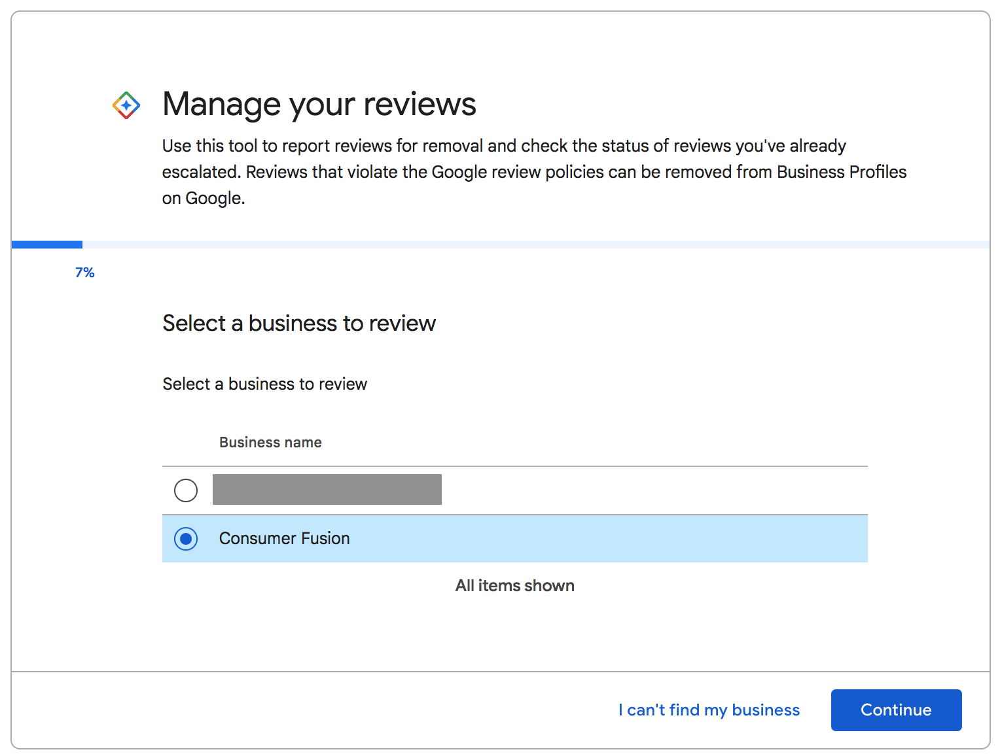 Manage your reviews
Use this tool to report reviews for removal and check the status of reviews you've already
escalated. Reviews that violate the Google review policies can be removed from Business Profiles
on Google.
7%
Select a business to review
Select a business to review
Business name
Consumer Fusion
All items shown
I can't find my business
Continue